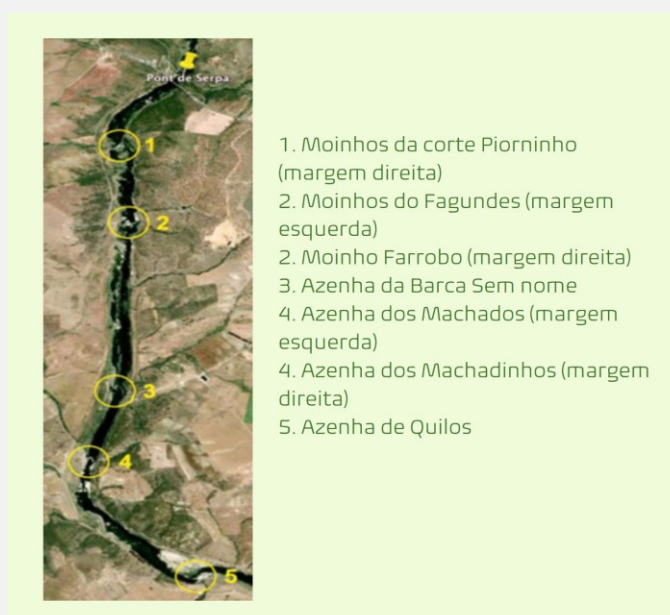 Pont de Serpa
1
2
3
4
5
1. Moinhos da corte Piorninho
(margem direita)
2. Moinhos do Fagundes (margem
esquerda)
2. Moinho Farrobo (margem direita)
3. Azenha da Barca Sem nome
4. Azenha dos Machados (margem
esquerda)
4. Azenha dos Machadinhos (margem
direita)
5. Azenha de Quilos